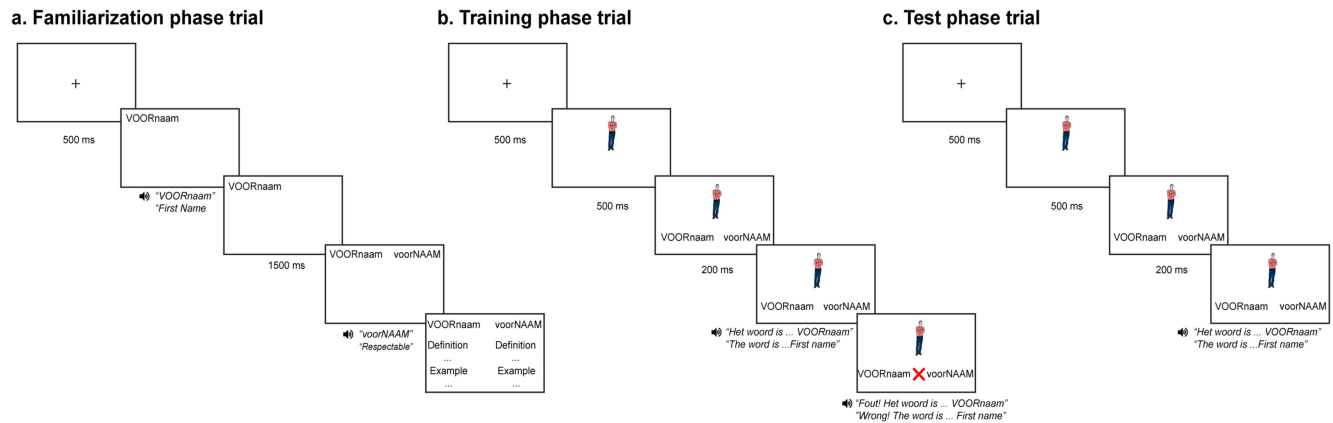 a. Familiarization phase trial
+
500 ms
VOORnaam
"VOORnaam"
"First Name
VOORnaam
1500 ms
VOORnaam voorNAAM
"voorNAAM"
"Respectable"
VOORnaam voorNAAM
Definition Definition
... ...
Example Example
... ...
b. Training phase trial
+
500 ms
500 ms
VOORnaam voorNAAM
200 ms
VOORnaam voorNAAM
"Het woord is ... VOORnaam"
"The word is ...First name"
VOORnaam voorNAAM
"Fout! Het woord is ... VOORnaam"
"Wrong! The word is ... First name"
c. Test phase trial
+
500 ms
500 ms
VOORnaam voorNAAM
200 ms
VOORnaam voorNAAM
"Het woord is ... VOORnaam"
"The word is ...First name"